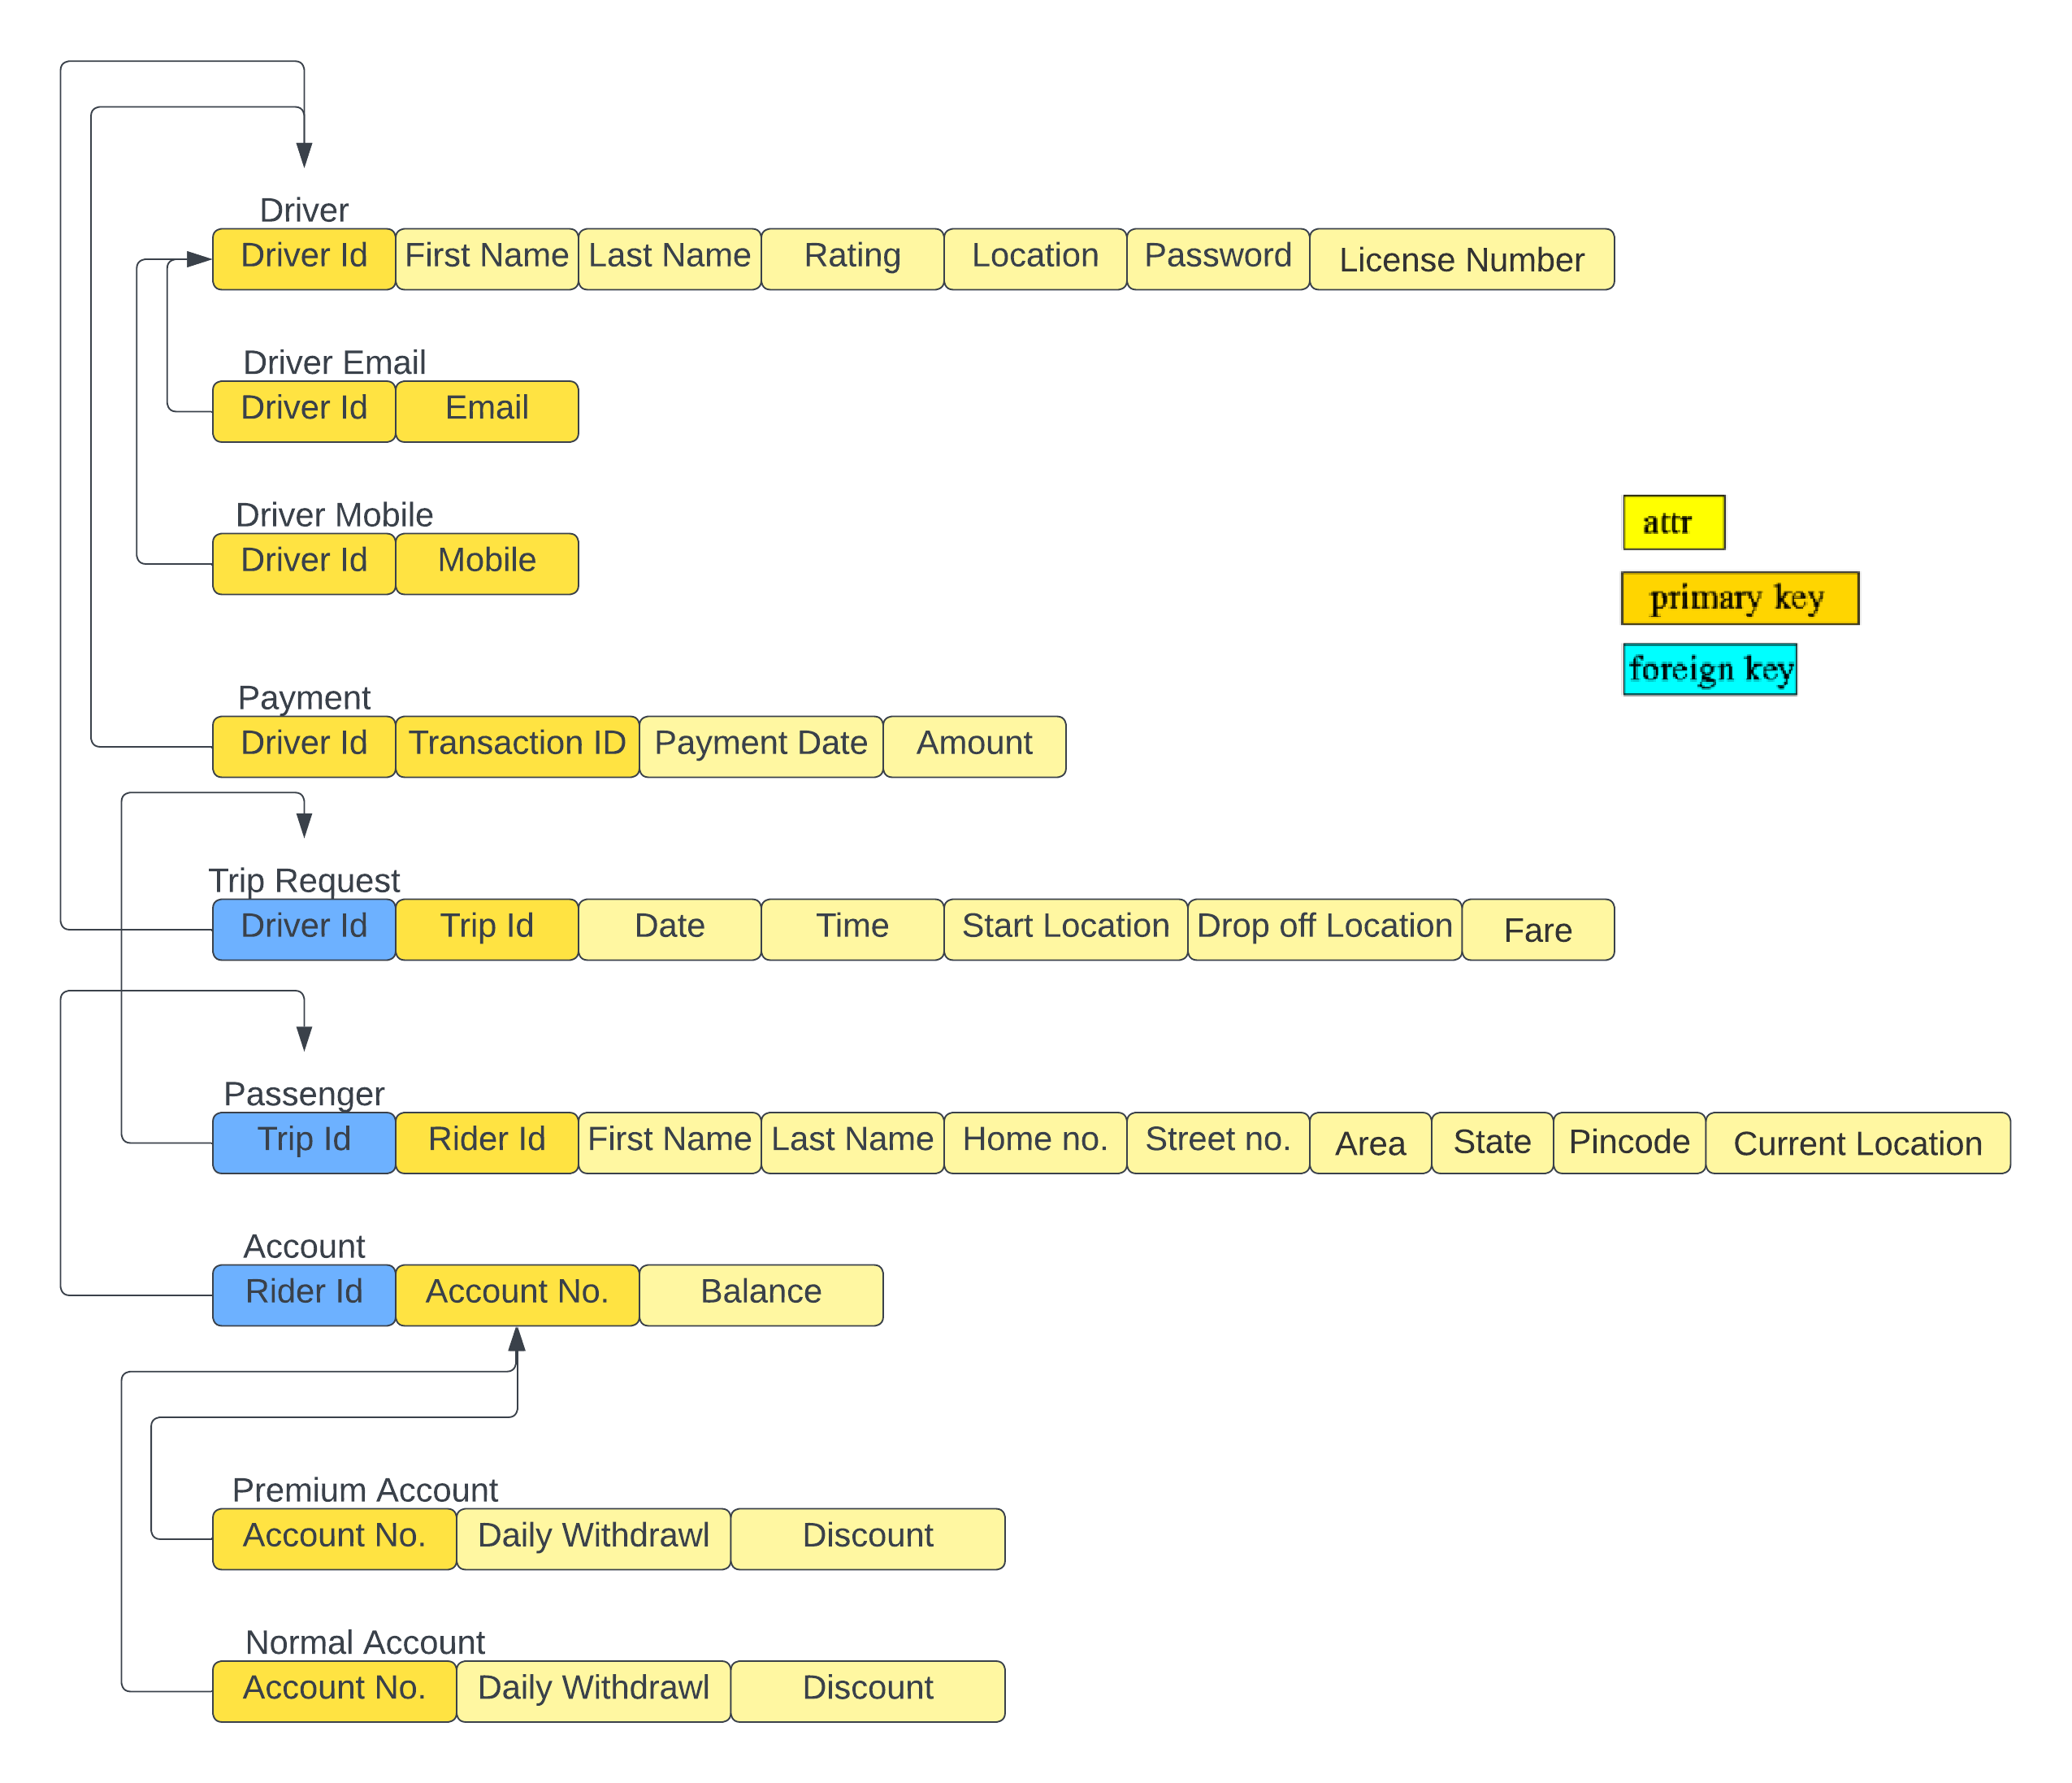 Driver
Driver Id First Name Last Name Rating Location Password License Number
Driver Email
Driver Id Email
Driver Mobile
Driver Id Mobile
attr
primary key
foreign key
Payment
Driver Id Transaction ID Payment Date Amount
Trip Request
Driver Id Trip Id Date Time Start Location Drop off Location Fare
Passenger
Trip Id Rider Id First Name Last Name Home no. Street no. Area State Pincode Current Location
Account
Rider Id Account No. Balance
Premium Account
Account No. Daily Withdrawl Discount
Normal Account
Account No. Daily Withdrawl Discount